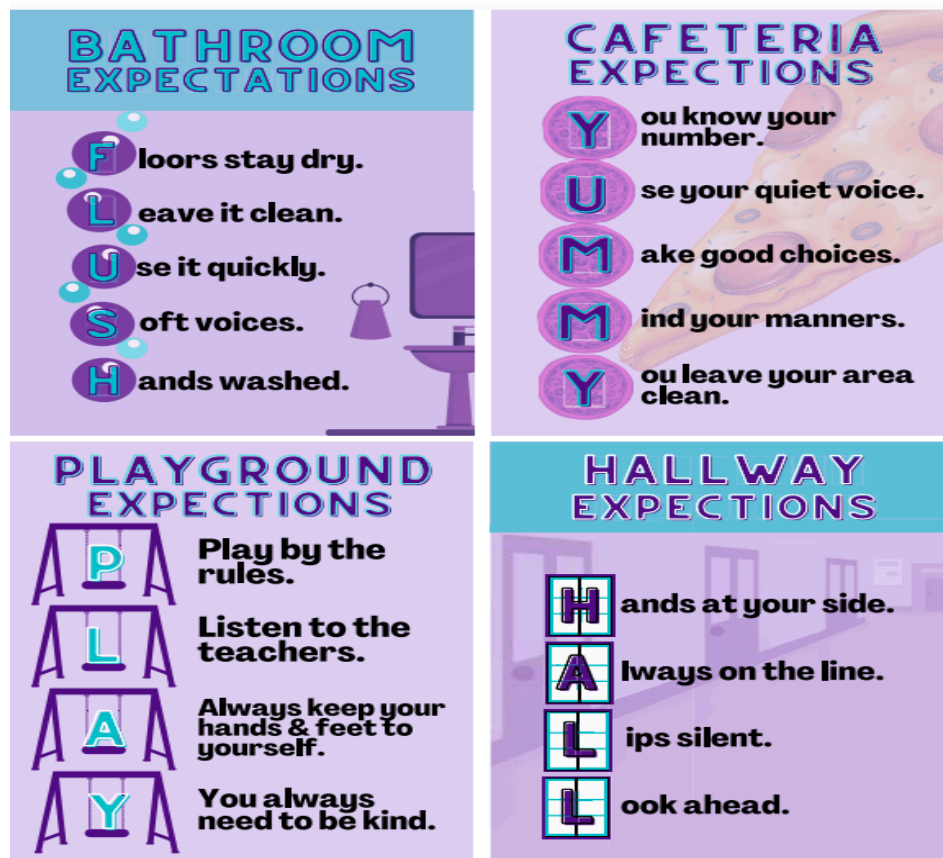 BATHROOM
EXPECTATIONS
F loors stay dry.
L eave it clean.
U se it quickly.
S oft voices.
H ands washed.
CAFETERIA
EXPECTIONS
Y ou know your
number.
U se your quiet voice.
M ake good choices.
M ind your manners.
Y ou leave your area
clean.
PLAYGROUND
EXPECTIONS
P Play by the
rules.
L Listen to the
teachers.
A Always keep your
hands & feet to
yourself.
Y You always
need to be kind.
HALLWAY
EXPECTIONS
H ands at your side.
A lways on the line.
L ips silent.
L ook ahead.